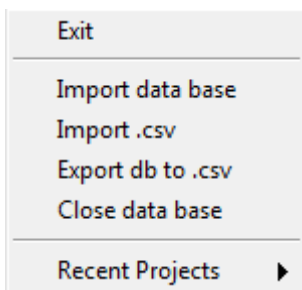 Exit
Import data base
Import .csv
Export db to .csv
Close data base
Recent Projects